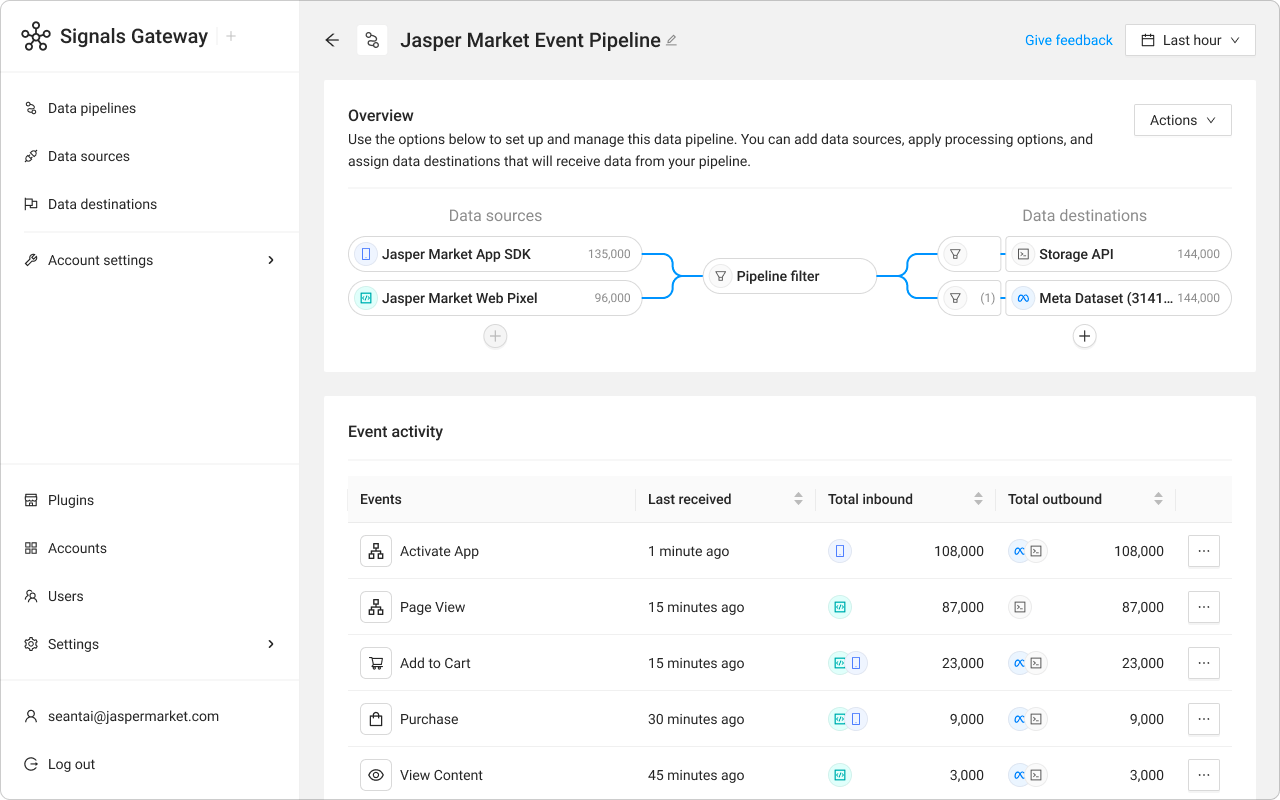 Signals Gateway
Data pipelines
Data sources
Data destinations
Account settings
Plugins
Accounts
Users
Settings
seantai@jaspermarket.com
Log out
Jasper Market Event Pipeline
Give feedback
Last hour
Overview
Actions
Use the options below to set up and manage this data pipeline. You can add data sources, apply processing options, and
assign data destinations that will receive data from your pipeline.
Data sources
Data destinations
Jasper Market App SDK 135,000
Jasper Market Web Pixel 96,000
Pipeline filter
Storage API 144,000
(1) Meta Dataset (3141... 144,000
Event activity
Events Last received Total inbound Total outbound
Activate App 1 minute ago 108,000 108,000
Page View 15 minutes ago 87,000 87,000
Add to Cart 15 minutes ago 23,000 23,000
Purchase 30 minutes ago 9,000 9,000
View Content 45 minutes ago 3,000 3,000